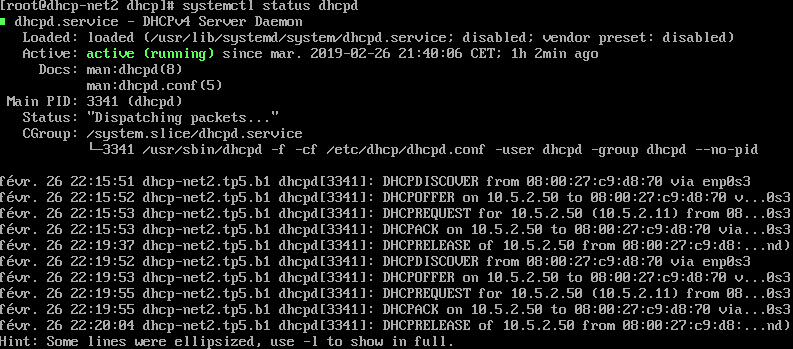 [root@dhcp-net2 dhcp]# systemctl status dhcpd
■ dhcpd.service - DHCPv4 Server Daemon
   Loaded: loaded (/usr/lib/systemd/system/dhcpd.service; disabled; vendor preset: disabled)
   Active: active (running) since mar. 2019-02-26 21:40:06 CET; 1h 2min ago
     Docs: man:dhcpd(8)
           man:dhcpd.conf(5)
 Main PID: 3341 (dhcpd)
   Status: "Dispatching packets..."
   CGroup: /system.slice/dhcpd.service
           └─3341 /usr/sbin/dhcpd -f -cf /etc/dhcp/dhcpd.conf -user dhcpd -group dhcpd --no-pid

févr. 26 22:15:51 dhcp-net2.tp5.b1 dhcpd[3341]: DHCPDISCOVER from 08:00:27:c9:d8:70 via enp0s3
févr. 26 22:15:52 dhcp-net2.tp5.b1 dhcpd[3341]: DHCPOFFER on 10.5.2.50 to 08:00:27:c9:d8:70 v...0s3
févr. 26 22:15:53 dhcp-net2.tp5.b1 dhcpd[3341]: DHCPREQUEST for 10.5.2.50 (10.5.2.11) from 08...0s3
févr. 26 22:15:53 dhcp-net2.tp5.b1 dhcpd[3341]: DHCPACK on 10.5.2.50 to 08:00:27:c9:d8:70 via...0s3
févr. 26 22:19:37 dhcp-net2.tp5.b1 dhcpd[3341]: DHCPRELEASE of 10.5.2.50 from 08:00:27:c9:d8:...nd)
févr. 26 22:19:52 dhcp-net2.tp5.b1 dhcpd[3341]: DHCPDISCOVER from 08:00:27:c9:d8:70 via enp0s3
févr. 26 22:19:53 dhcp-net2.tp5.b1 dhcpd[3341]: DHCPOFFER on 10.5.2.50 to 08:00:27:c9:d8:70 v...0s3
févr. 26 22:19:55 dhcp-net2.tp5.b1 dhcpd[3341]: DHCPREQUEST for 10.5.2.50 (10.5.2.11) from 08...0s3
févr. 26 22:19:55 dhcp-net2.tp5.b1 dhcpd[3341]: DHCPACK on 10.5.2.50 to 08:00:27:c9:d8:70 via...0s3
févr. 26 22:20:04 dhcp-net2.tp5.b1 dhcpd[3341]: DHCPRELEASE of 10.5.2.50 from 08:00:27:c9:d8:...nd)
Hint: Some lines were ellipsized, use -l to show in full.